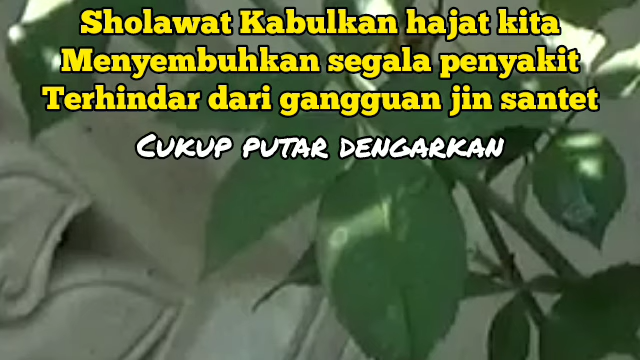 Sholawat Kabulkan hajat kita
Menyembuhkan segala penyakit
Terhindar dari gangguan jin santet
Cukup putar dengarkan